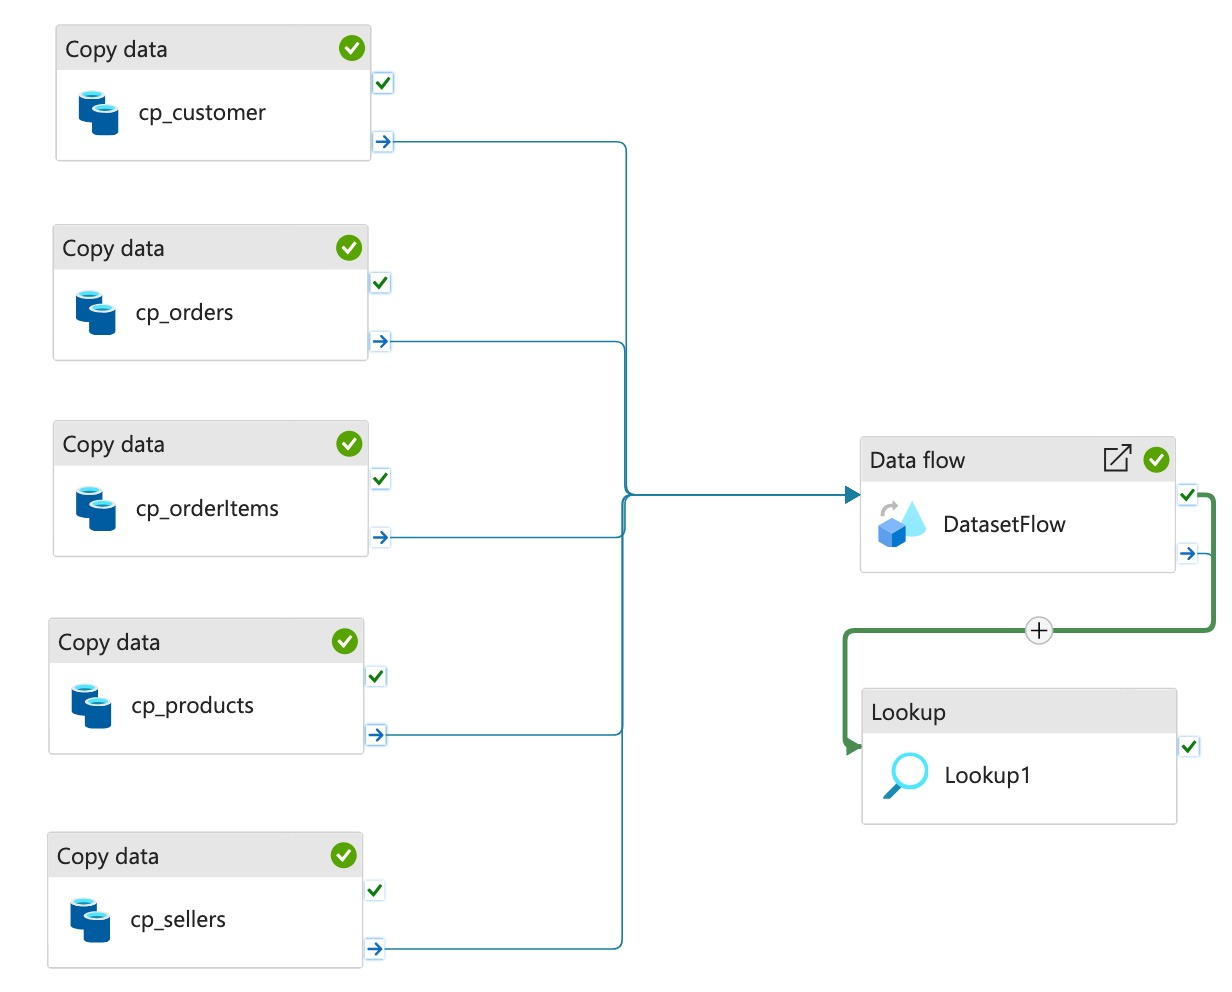 Copy data
cp_customer
Copy data
cp_orders
Copy data
cp_orderItems
Copy data
cp_products
Copy data
cp_sellers
Data flow
DatasetFlow
Lookup
Lookup1